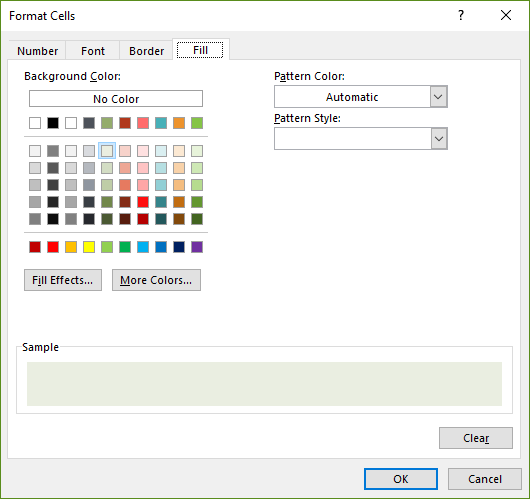 Format Cells
?
Number
Font
Border
Fill
Background Color:
No Color
Fill Effects...
More Colors...
Pattern Color:
Automatic
Pattern Style:
Sample
Clear
OK
Cancel